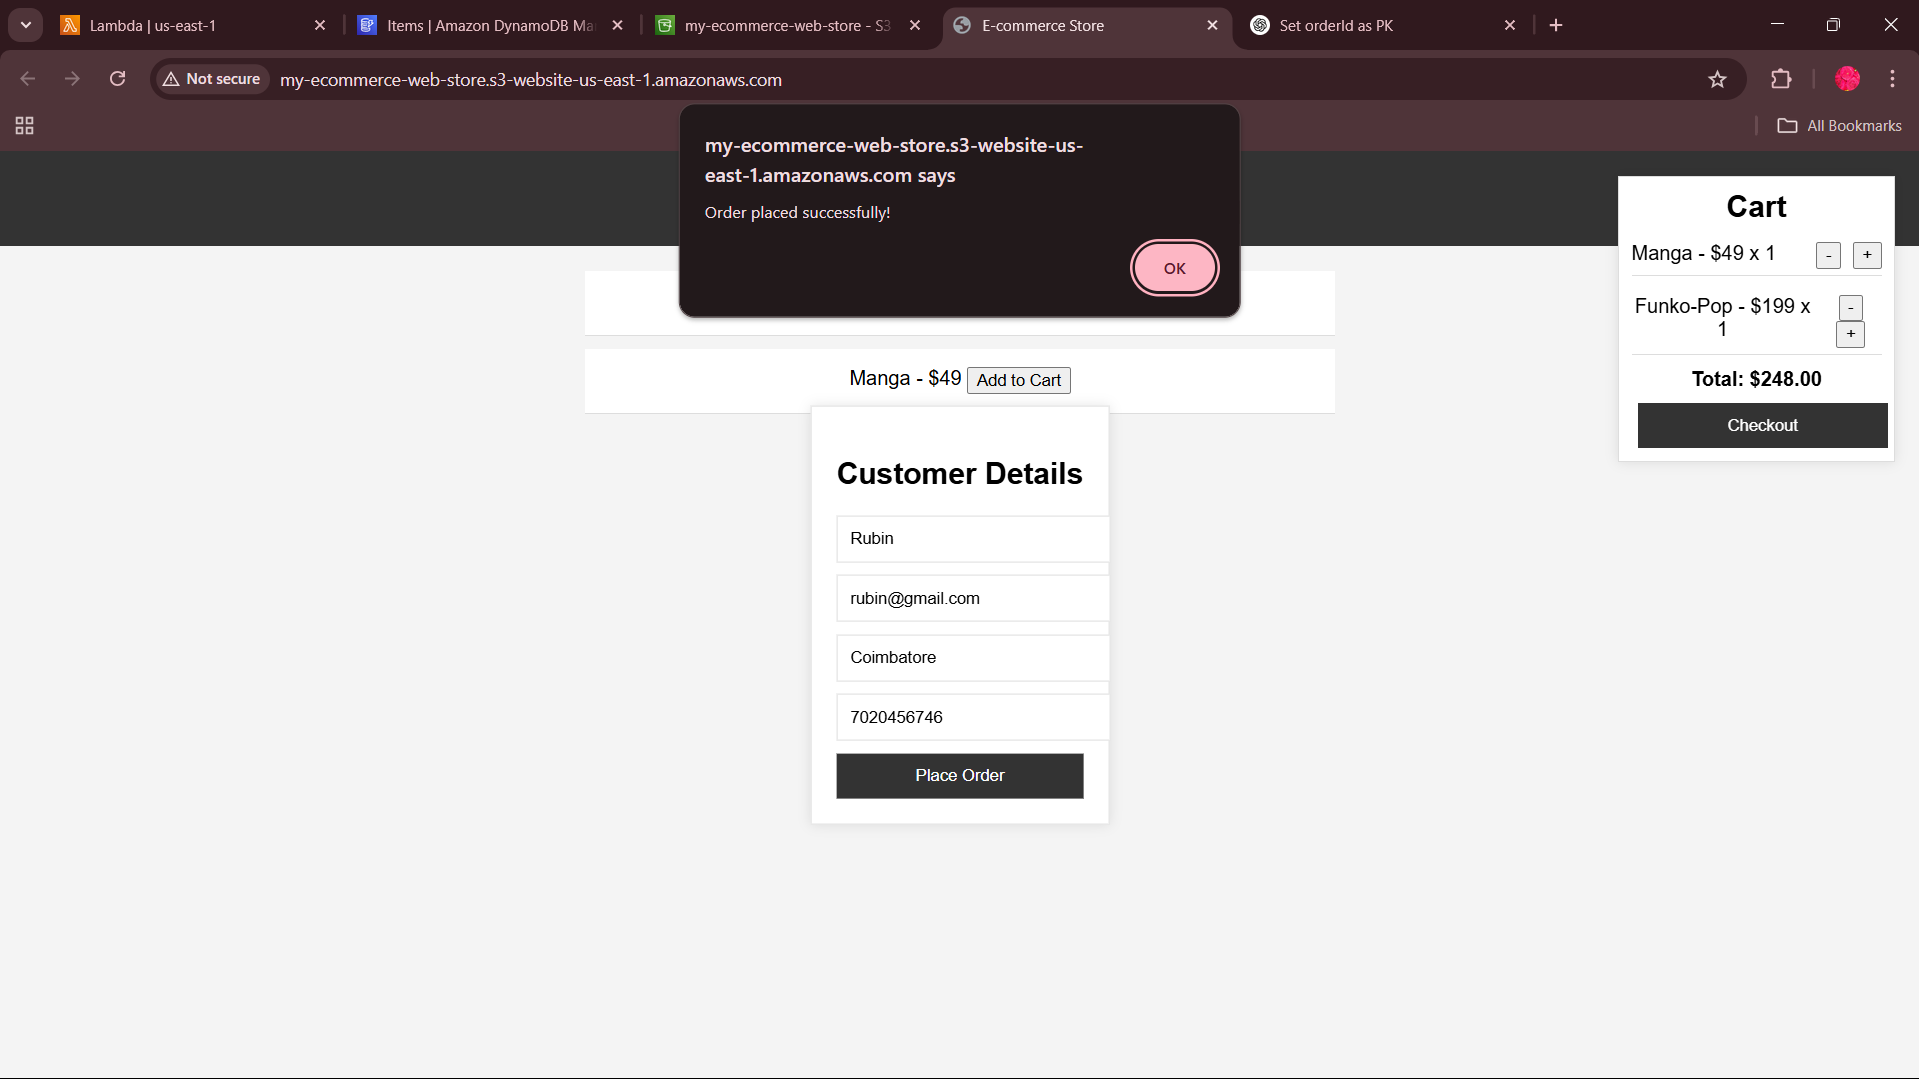 Lambda | us-east-1
Items | Amazon DynamoDB Ma
my-ecommerce-web-store - S3
E-commerce Store
Set orderId as PK
Not secure
my-ecommerce-web-store.s3-website-us-east-1.amazonaws.com
All Bookmarks
my-ecommerce-web-store.s3-website-us-
east-1.amazonaws.com says
Order placed successfully!
OK
Cart
Manga - $49 x 1
-
+
Funko-Pop - $199 x
1
-
+
Total: $248.00
Checkout
Manga - $49 Add to Cart
Customer Details
Rubin
rubin@gmail.com
Coimbatore
7020456746
Place Order